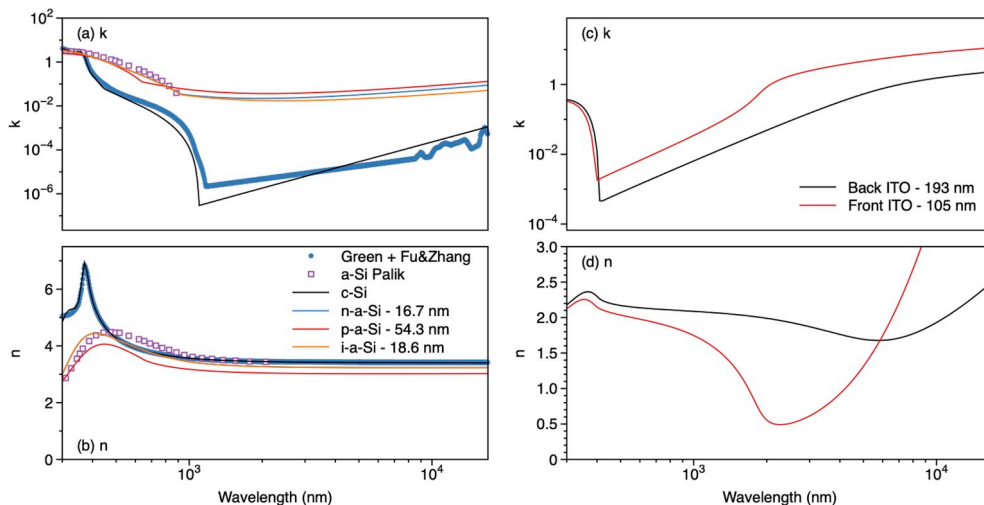 (a) k
10²
1
10⁻²
10⁻⁴
10⁻⁶
k
(b) n
6
4
2
n
Green + Fu&Zhang
a-Si Palik
c-Si
n-a-Si - 16.7 nm
p-a-Si - 54.3 nm
i-a-Si - 18.6 nm
10³
10⁴
Wavelength (nm)
(c) k
1
10⁻²
10⁻⁴
k
Back ITO - 193 nm
Front ITO - 105 nm
(d) n
3.0
2.5
2.0
1.5
1.0
0.5
0.0
n
10³
10⁴
Wavelength (nm)